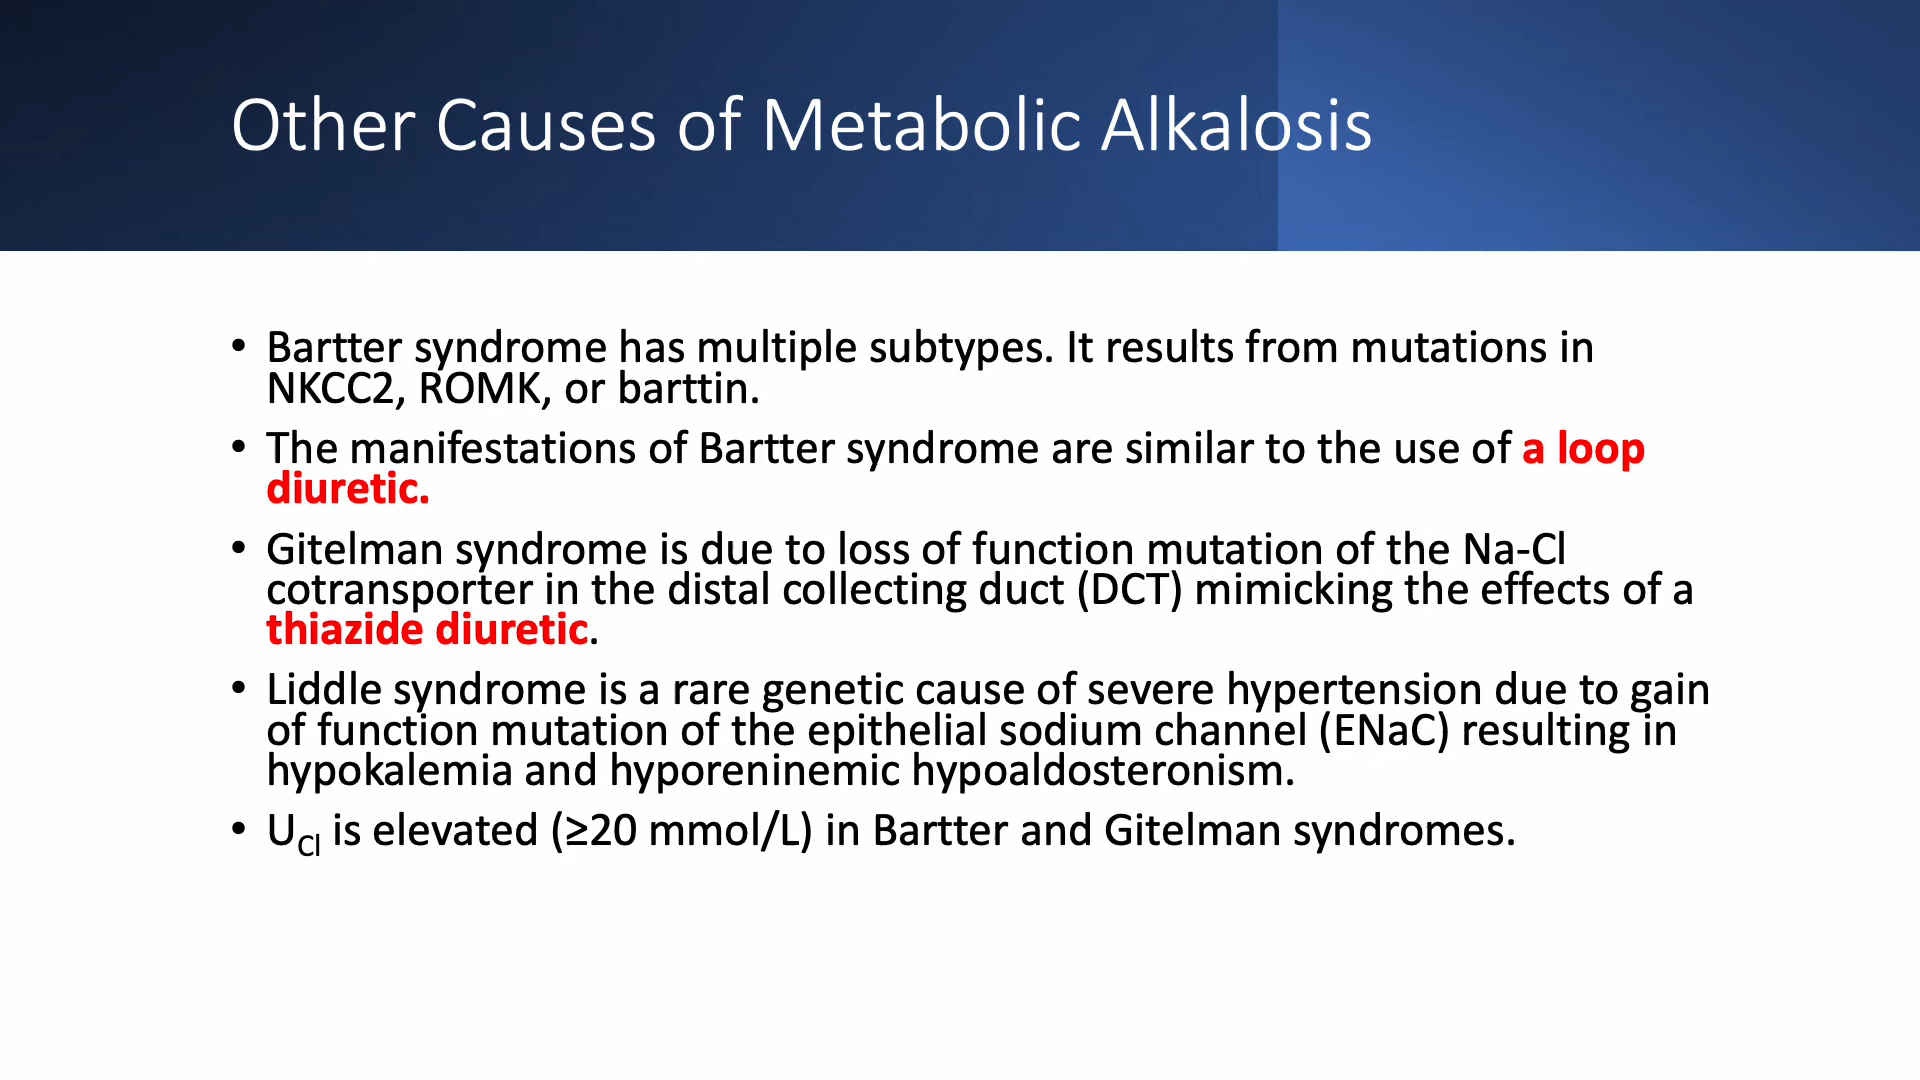 Other Causes of Metabolic Alkalosis
• Bartter syndrome has multiple subtypes. It results from mutations in
NKCC2, ROMK, or barttin.
• The manifestations of Bartter syndrome are similar to the use of a loop
diuretic.
• Gitelman syndrome is due to loss of function mutation of the Na-Cl
cotransporter in the distal collecting duct (DCT) mimicking the effects of a
thiazide diuretic.
• Liddle syndrome is a rare genetic cause of severe hypertension due to gain
of function mutation of the epithelial sodium channel (ENaC) resulting in
hypokalemia and hyporeninemic hypoaldosteronism.
• UCl is elevated (≥20 mmol/L) in Bartter and Gitelman syndromes.